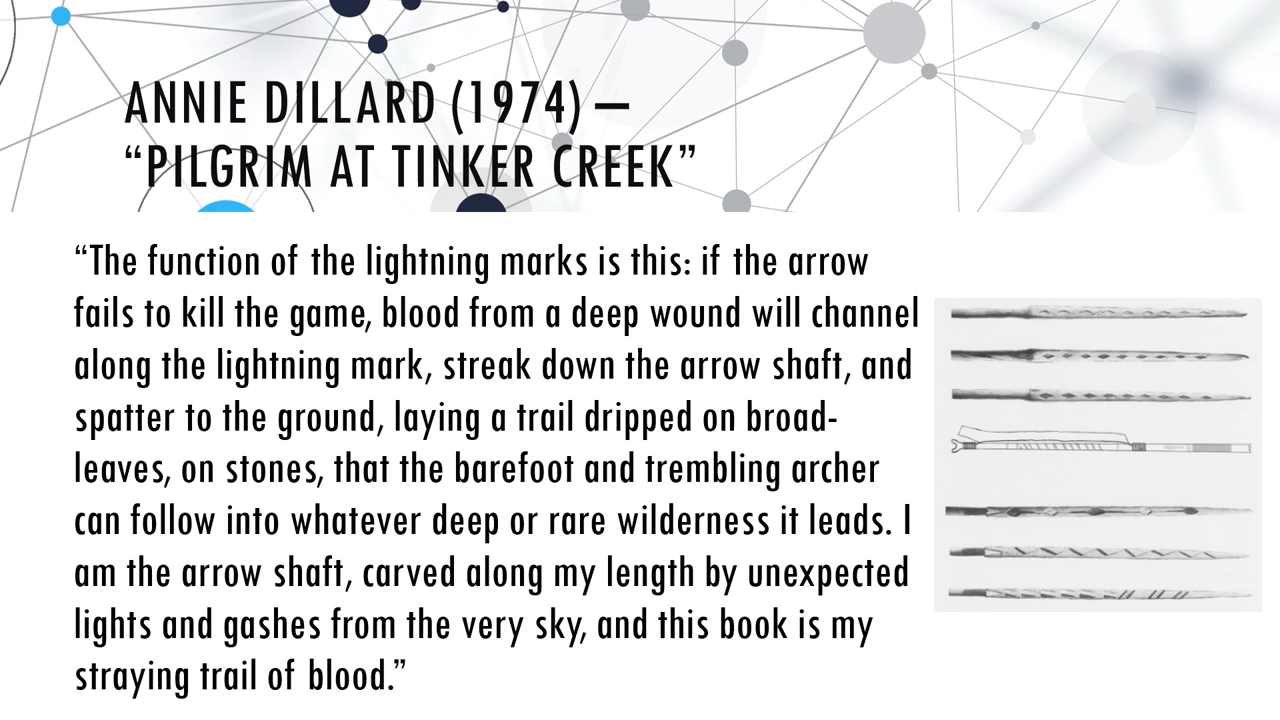 ANNIE DILLARD (1974) –
“PILGRIM AT TINKER CREEK”
“The function of the lightning marks is this: if the arrow
fails to kill the game, blood from a deep wound will channel
along the lightning mark, streak down the arrow shaft, and
spatter to the ground, laying a trail dripped on broad-
leaves, on stones, that the barefoot and trembling archer
can follow into whatever deep or rare wilderness it leads. I
am the arrow shaft, carved along my length by unexpected
lights and gashes from the very sky, and this book is my
straying trail of blood.”